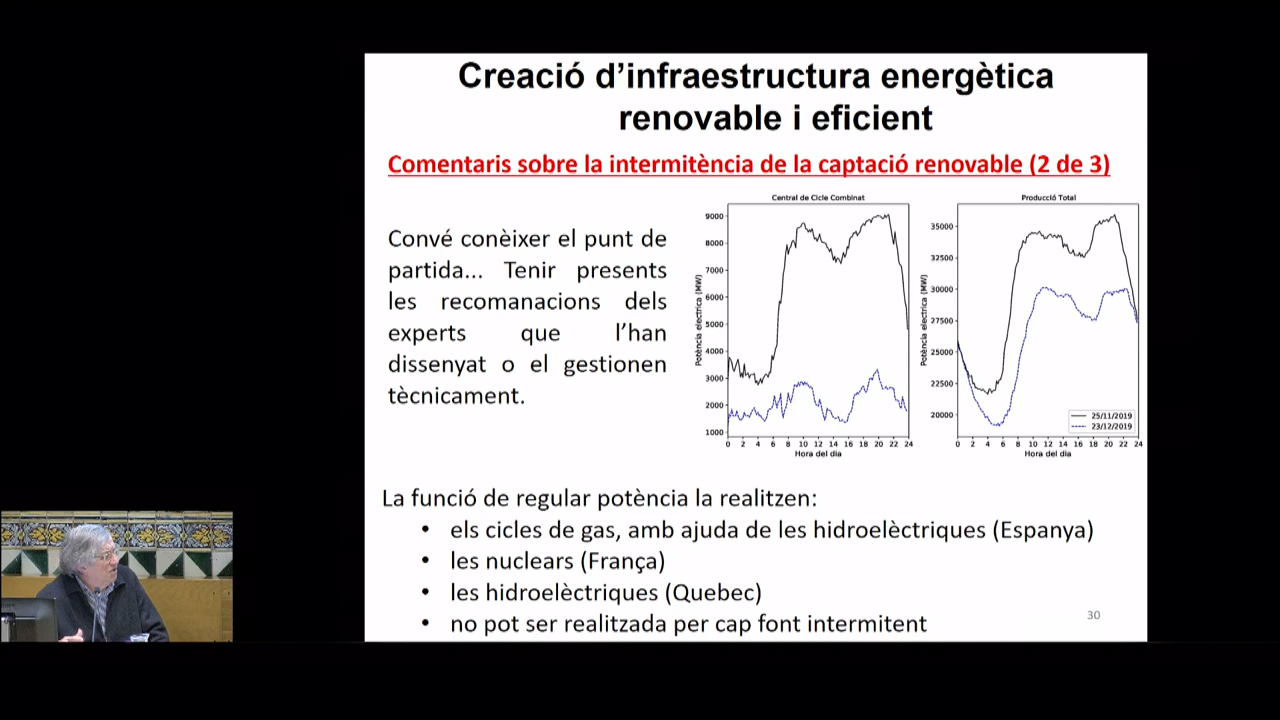 Creació d’infraestructura energètica
renovable i eficient
Comentaris sobre la intermitència de la captació renovable (2 de 3)
Convé conèixer el punt de
partida... Tenir presents
les recomanacions dels
experts que l’han
dissenyat o el gestionen
tècnicament.
Central de Cicle Combinat
Potència electrica (MW)
9000
8000
7000
6000
5000
4000
3000
2000
1000
0 2 4 6 8 10 12 14 16 18 20 22 24
Hora del dia
Producció Total
Potència electrica (MW)
35000
32500
30000
27500
25000
22500
20000
25/11/2019
23/12/2019
0 2 4 6 8 10 12 14 16 18 20 22 24
Hora del dia
La funció de regular potència la realitzen:
• els cicles de gas, amb ajuda de les hidroelèctriques (Espanya)
• les nuclears (França)
• les hidroelèctriques (Quebec)
• no pot ser realitzada per cap font intermitent
30